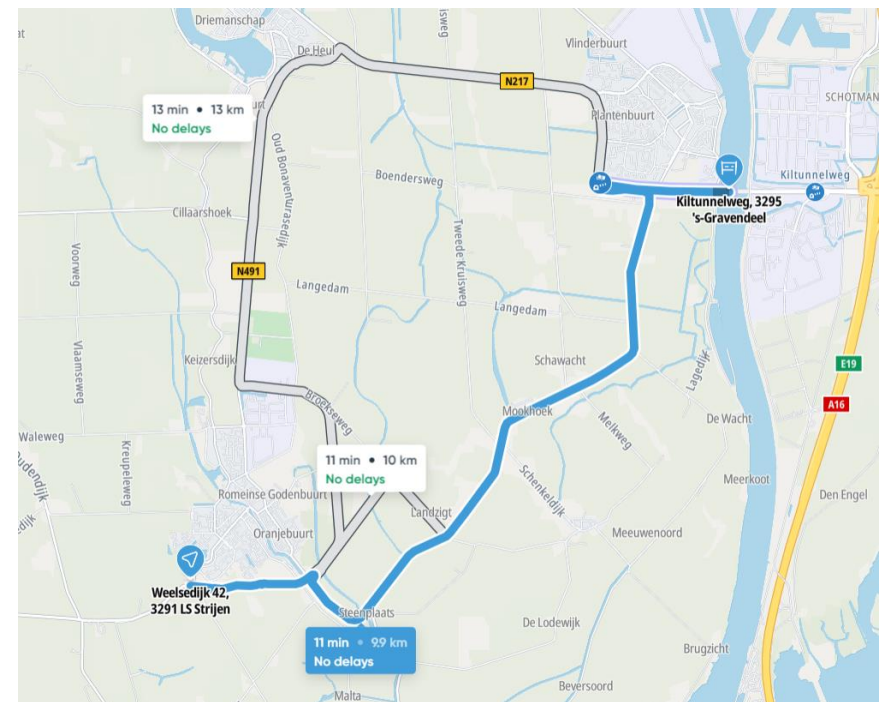 Driemanschap
De Heul
Vlinderbuurt
N217
SCHOTMAN
13 min • 13 km
No delays
Plantenbuurt
Oud Bonaventurasedijk
Boendersweg
Kiltunnelweg
Kiltunnelweg, 3295
's-Gravendeel
Cillaarshoek
Tweede Kruisweg
Voorweg
N491
Langedam
Langedam
Vlaamseweg
Keizersdijk
Schawacht
Lagedijk
E19
A16
Broekseweg
Mookhoek
Melkweg
De Wacht
Waleweg
Kreupeleweg
11 min • 10 km
No delays
Schenkeldijk
Meerkoot
Den Engel
Romeinse Godenbuurt
Landzigt
Oranjebuurt
Meeuwenoord
Weelsedijk 42,
3291 LS Strijen
Steenplaats
De Lodewijk
11 min • 9.9 km
No delays
Brugzicht
Beversoord
Malta